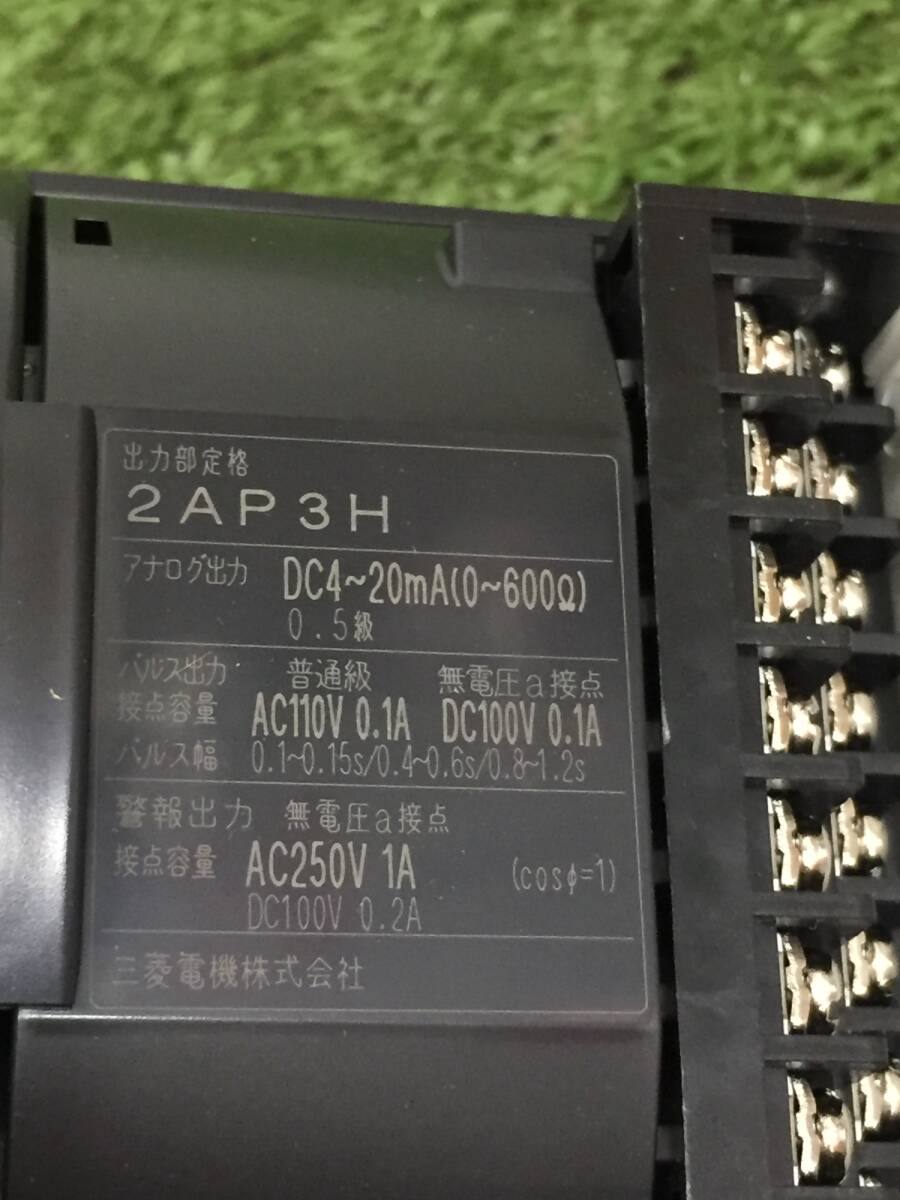 出力部定格
2AP3H
アナログ出力 DC4~20mA(0~600Ω)
0.5級
パルス出力 普通級 無電圧a接点
接点容量 AC110V 0.1A DC100V 0.1A
パルス幅 0.1~0.15s/0.4~0.6s/0.8~1.2s
警報出力 無電圧a接点
接点容量 AC250V 1A (cosφ=1)
DC100V 0.2A
三菱電機株式会社